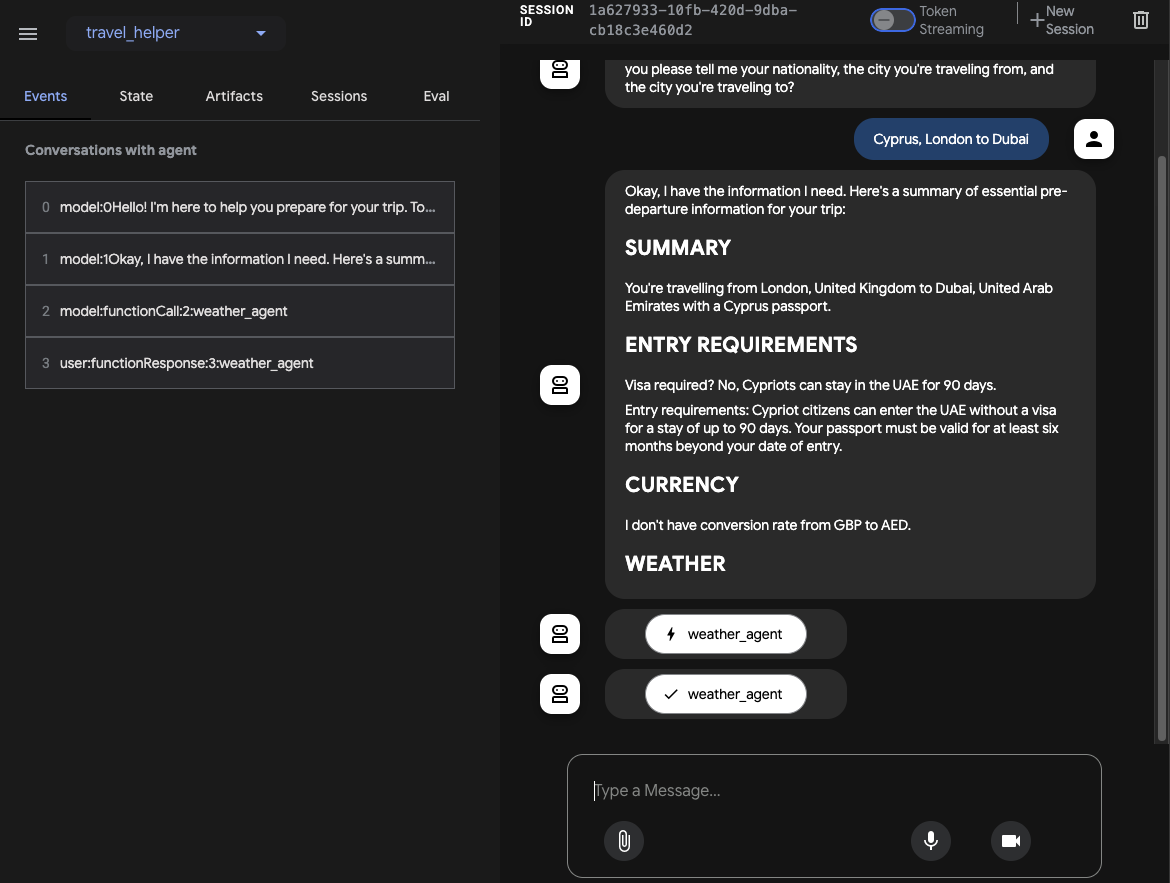 travel_helper
Events
State
Artifacts
Sessions
Eval
Conversations with agent
0 model:0Hello! I'm here to help you prepare for your trip. To...
1 model:1Okay, I have the information I need. Here's a summ...
2 model:functionCall:2:weather_agent
3 user:functionResponse:3:weather_agent
SESSION
ID
1a627933-10fb-420d-9dba-
cb18c3e460d2
Token
Streaming
New
Session
you please tell me your nationality, the city you're traveling from, and
the city you're traveling to?
Cyprus, London to Dubai
Okay, I have the information I need. Here's a summary of essential pre-
departure information for your trip:
SUMMARY
You're travelling from London, United Kingdom to Dubai, United Arab
Emirates with a Cyprus passport.
ENTRY REQUIREMENTS
Visa required? No, Cypriots can stay in the UAE for 90 days.
Entry requirements: Cypriot citizens can enter the UAE without a visa
for a stay of up to 90 days. Your passport must be valid for at least six
months beyond your date of entry.
CURRENCY
I don't have conversion rate from GBP to AED.
WEATHER
weather_agent
weather_agent
Type a Message...